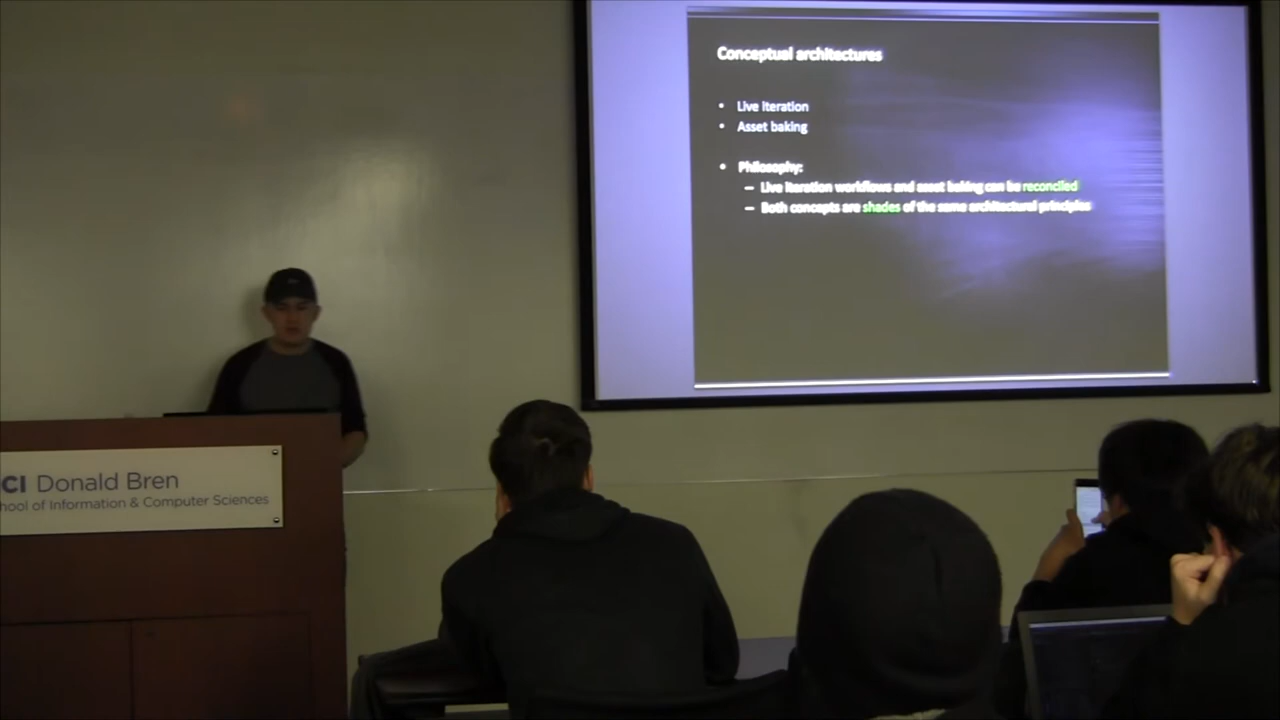 Conceptual architectures
• Live iteration
• Asset baking
• Philosophy:
– Live iteration workflows and asset baking can be reconciled
– Both concepts are shades of the same architectural principles
CI Donald Bren
hool of Information & Computer Sciences